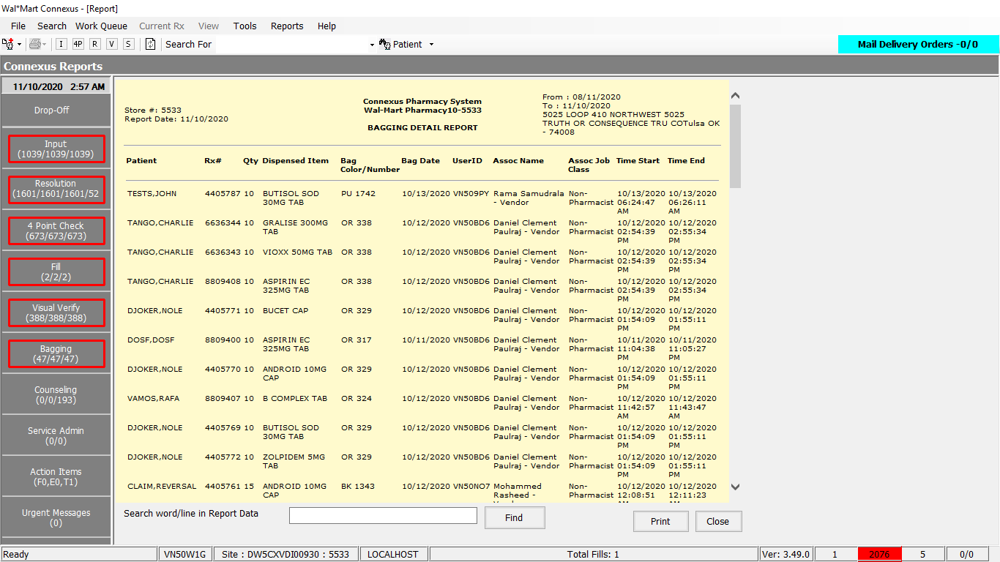 Wal*Mart Connexus - [Report]
File Search Work Queue Current Rx View Tools Reports Help
I 4P R V S Search For Patient Mail Delivery Orders -0/0
Connexus Reports
11/10/2020 2:57 AM
Drop-Off
Input
(1039/1039/1039)
Resolution
(1601/1601/1601/52
4 Point Check
(673/673/673)
Fill
(2/2/2)
Visual Verify
(388/388/388)
Bagging
(47/47/47)
Counseling
(0/0/193)
Service Admin
(0/0)
Action Items
(F0,E0,T1)
Urgent Messages
(0)
Store #: 5533
Report Date: 11/10/2020
Connexus Pharmacy System
Wal-Mart Pharmacy10-5533
BAGGING DETAIL REPORT
From : 08/11/2020
To : 11/10/2020
5025 LOOP 410 NORTHWEST 5025
TRUTH OR CONSEQUENCE TRU COTulsa OK
- 74008
Patient Rx# Qty Dispensed Item Bag Bag Date UserID Assoc Name Assoc Job Time Start Time End
Color/Number Class
TESTS,JOHN 4405787 10 BUTISOL SOD PU 1742 10/13/2020 VN509PY Rama Samudrala Non- 10/13/2020 10/13/2020
30MG TAB - Vendor Pharmacist 06:24:47 06:26:11
AM AM
TANGO,CHARLIE 6636344 10 GRALISE 300MG OR 338 10/12/2020 VN50BD6 Daniel Clement Non- 10/12/2020 10/12/2020
TAB Paulraj - Vendor Pharmacist 02:54:39 02:55:34
PM PM
TANGO,CHARLIE 6636343 10 VIOXX 50MG TAB OR 338 10/12/2020 VN50BD6 Daniel Clement Non- 10/12/2020 10/12/2020
Paulraj - Vendor Pharmacist 02:54:39 02:55:34
PM PM
TANGO,CHARLIE 8809408 10 ASPIRIN EC OR 338 10/12/2020 VN50BD6 Daniel Clement Non- 10/12/2020 10/12/2020
325MG TAB Paulraj - Vendor Pharmacist 02:54:39 02:55:34
PM PM
DJOKER,NOLE 4405771 10 BUCET CAP OR 329 10/12/2020 VN50BD6 Daniel Clement Non- 10/12/2020 10/12/2020
Paulraj - Vendor Pharmacist 01:54:09 01:55:11
PM PM
DOSF,DOSF 8809400 10 ASPIRIN EC OR 317 10/11/2020 VN50BD6 Daniel Clement Non- 10/11/2020 10/11/2020
325MG TAB Paulraj - Vendor Pharmacist 11:04:38 11:05:27
PM PM
DJOKER,NOLE 4405770 10 ANDROID 10MG OR 329 10/12/2020 VN50BD6 Daniel Clement Non- 10/12/2020 10/12/2020
CAP Paulraj - Vendor Pharmacist 01:54:09 01:55:11
PM PM
VAMOS,RAFA 8809407 10 B COMPLEX TAB OR 324 10/12/2020 VN50BD6 Daniel Clement Non- 10/12/2020 10/12/2020
Paulraj - Vendor Pharmacist 11:42:57 11:43:47
AM AM
DJOKER,NOLE 4405769 10 BUTISOL SOD OR 329 10/12/2020 VN50BD6 Daniel Clement Non- 10/12/2020 10/12/2020
30MG TAB Paulraj - Vendor Pharmacist 01:54:09 01:55:11
PM PM
DJOKER,NOLE 4405772 10 ZOLPIDEM 5MG OR 329 10/12/2020 VN50BD6 Daniel Clement Non- 10/12/2020 10/12/2020
TAB Paulraj - Vendor Pharmacist 01:54:09 01:55:11
PM PM
CLAIM,REVERSAL 4405761 15 ANDROID 10MG BK 1343 10/12/2020 VN50NO7 Mohammed Non- 10/12/2020 10/12/2020
CAP Rasheed - Pharmacist 12:08:51 12:11:23
Search word/line in Report Data Find Print Close
Ready VN50W1G Site : DW5CXVDI00930 : 5533 LOCALHOST Total Fills: 1 Ver: 3.49.0 1 2076 5 0/0